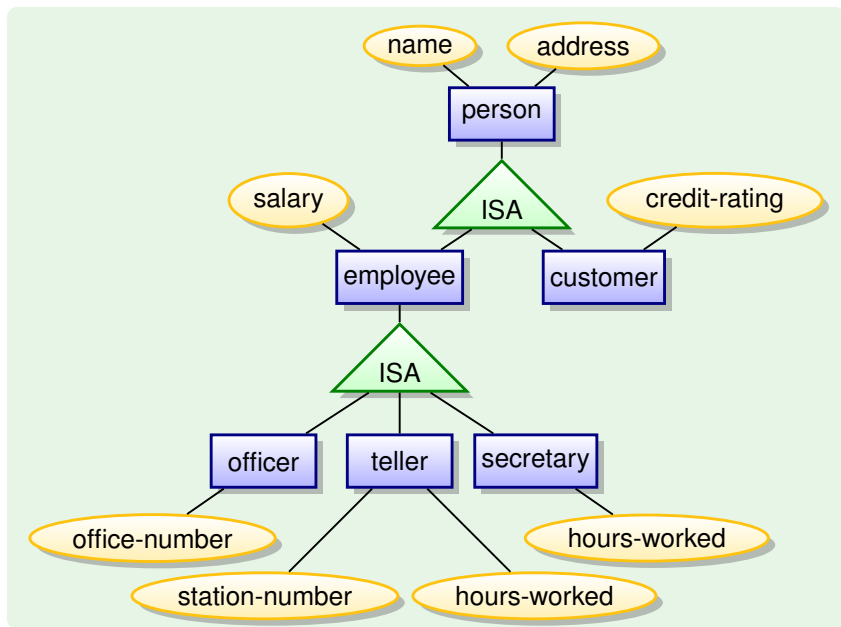 name
address
person
ISA
salary
credit-rating
employee
customer
ISA
officer
teller
secretary
office-number
hours-worked
station-number
hours-worked